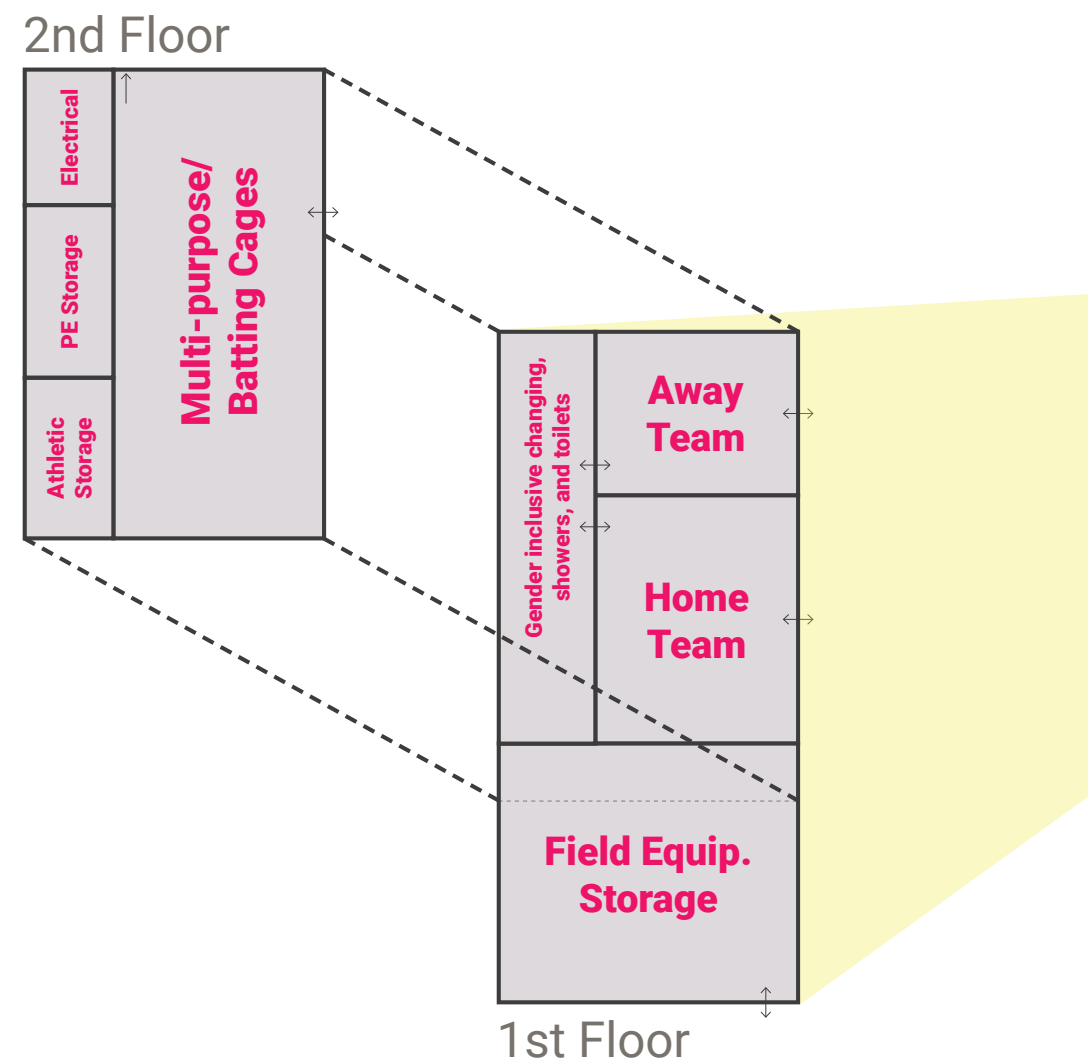 2nd Floor
Electrical
PE Storage
Athletic
Storage
Multi-purpose/
Batting Cages
Gender inclusive changing,
showers, and toilets
Away
Team
Home
Team
Field Equip.
Storage
1st Floor